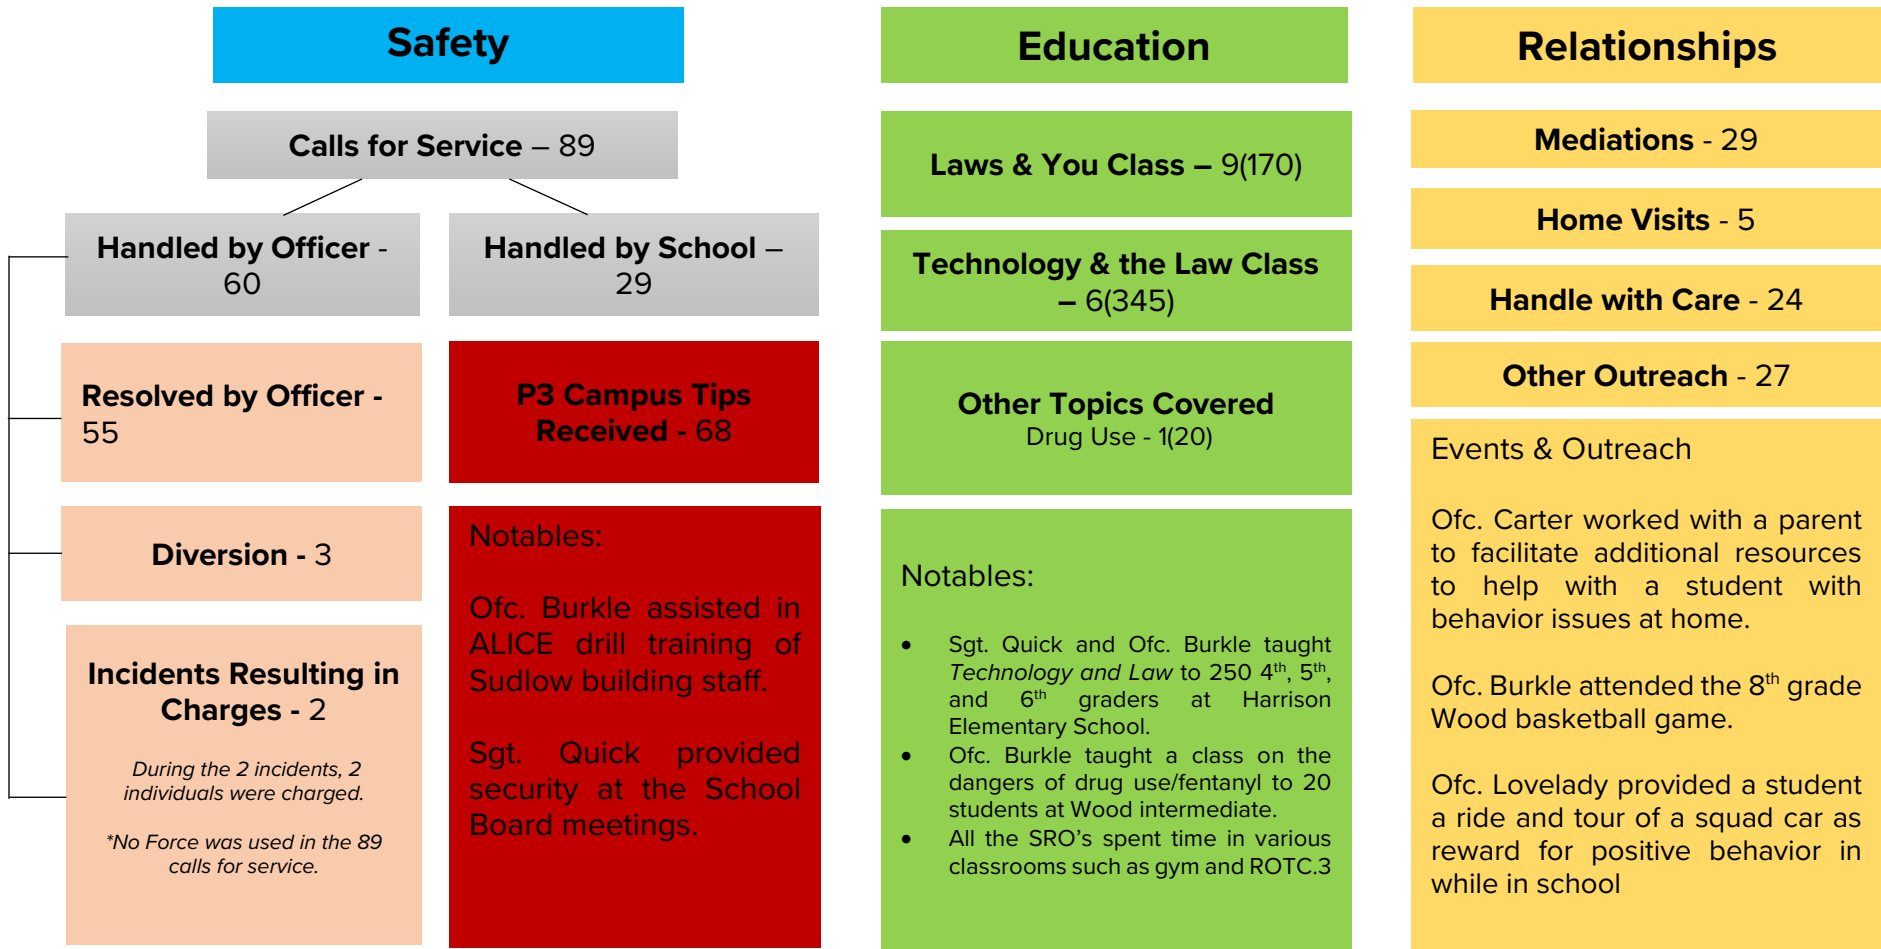 Safety
Calls for Service – 89
Handled by Officer -
60
Handled by School –
29
Resolved by Officer -
55
P3 Campus Tips
Received - 68
Diversion - 3
Incidents Resulting in
Charges - 2
During the 2 incidents, 2
individuals were charged.
*No Force was used in the 89
calls for service.
Notables:
Ofc. Burkle assisted in
ALICE drill training of
Sudlow building staff.
Sgt. Quick provided
security at the School
Board meetings.
Education
Laws & You Class – 9(170)
Technology & the Law Class
– 6(345)
Other Topics Covered
Drug Use - 1(20)
Notables:
• Sgt. Quick and Ofc. Burkle taught
Technology and Law to 250 4th, 5th,
and 6th graders at Harrison
Elementary School.
• Ofc. Burkle taught a class on the
dangers of drug use/fentanyl to 20
students at Wood intermediate.
• All the SRO's spent time in various
classrooms such as gym and ROTC.3
Relationships
Mediations - 29
Home Visits - 5
Handle with Care - 24
Other Outreach - 27
Events & Outreach
Ofc. Carter worked with a parent
to facilitate additional resources
to help with a student with
behavior issues at home.
Ofc. Burkle attended the 8th grade
Wood basketball game.
Ofc. Lovelady provided a student
a ride and tour of a squad car as
reward for positive behavior in
while in school